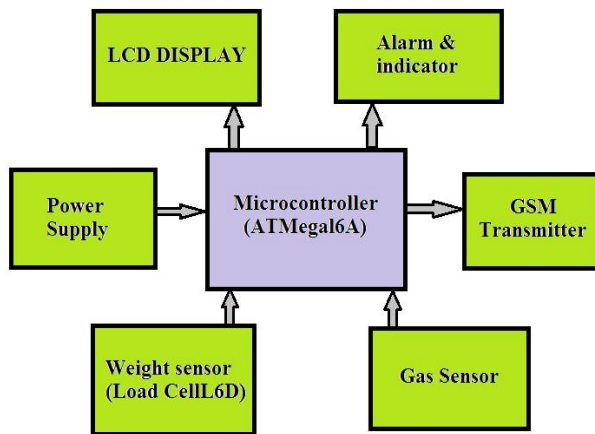 LCD DISPLAY
Alarm &
indicator
Power
Supply
Microcontroller
(ATMegal6A)
GSM
Transmitter
Weight sensor
(Load CellL6D)
Gas Sensor